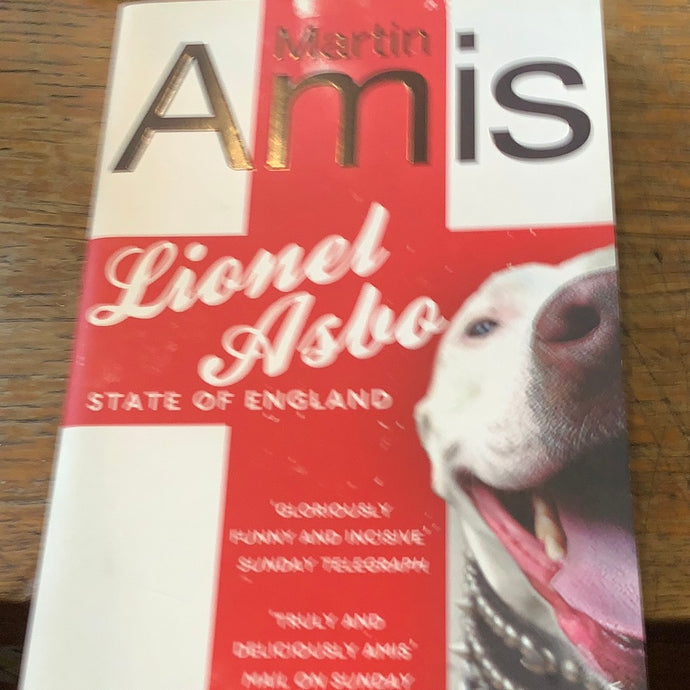 Martin
Amis
Lionel
Asbo
STATE OF ENGLAND
'GLORIOUSLY
FUNNY AND INCISIVE'
SUNDAY TELEGRAPH
'TRULY AND
DELICIOUSLY AMIS'
MAIL ON SUNDAY